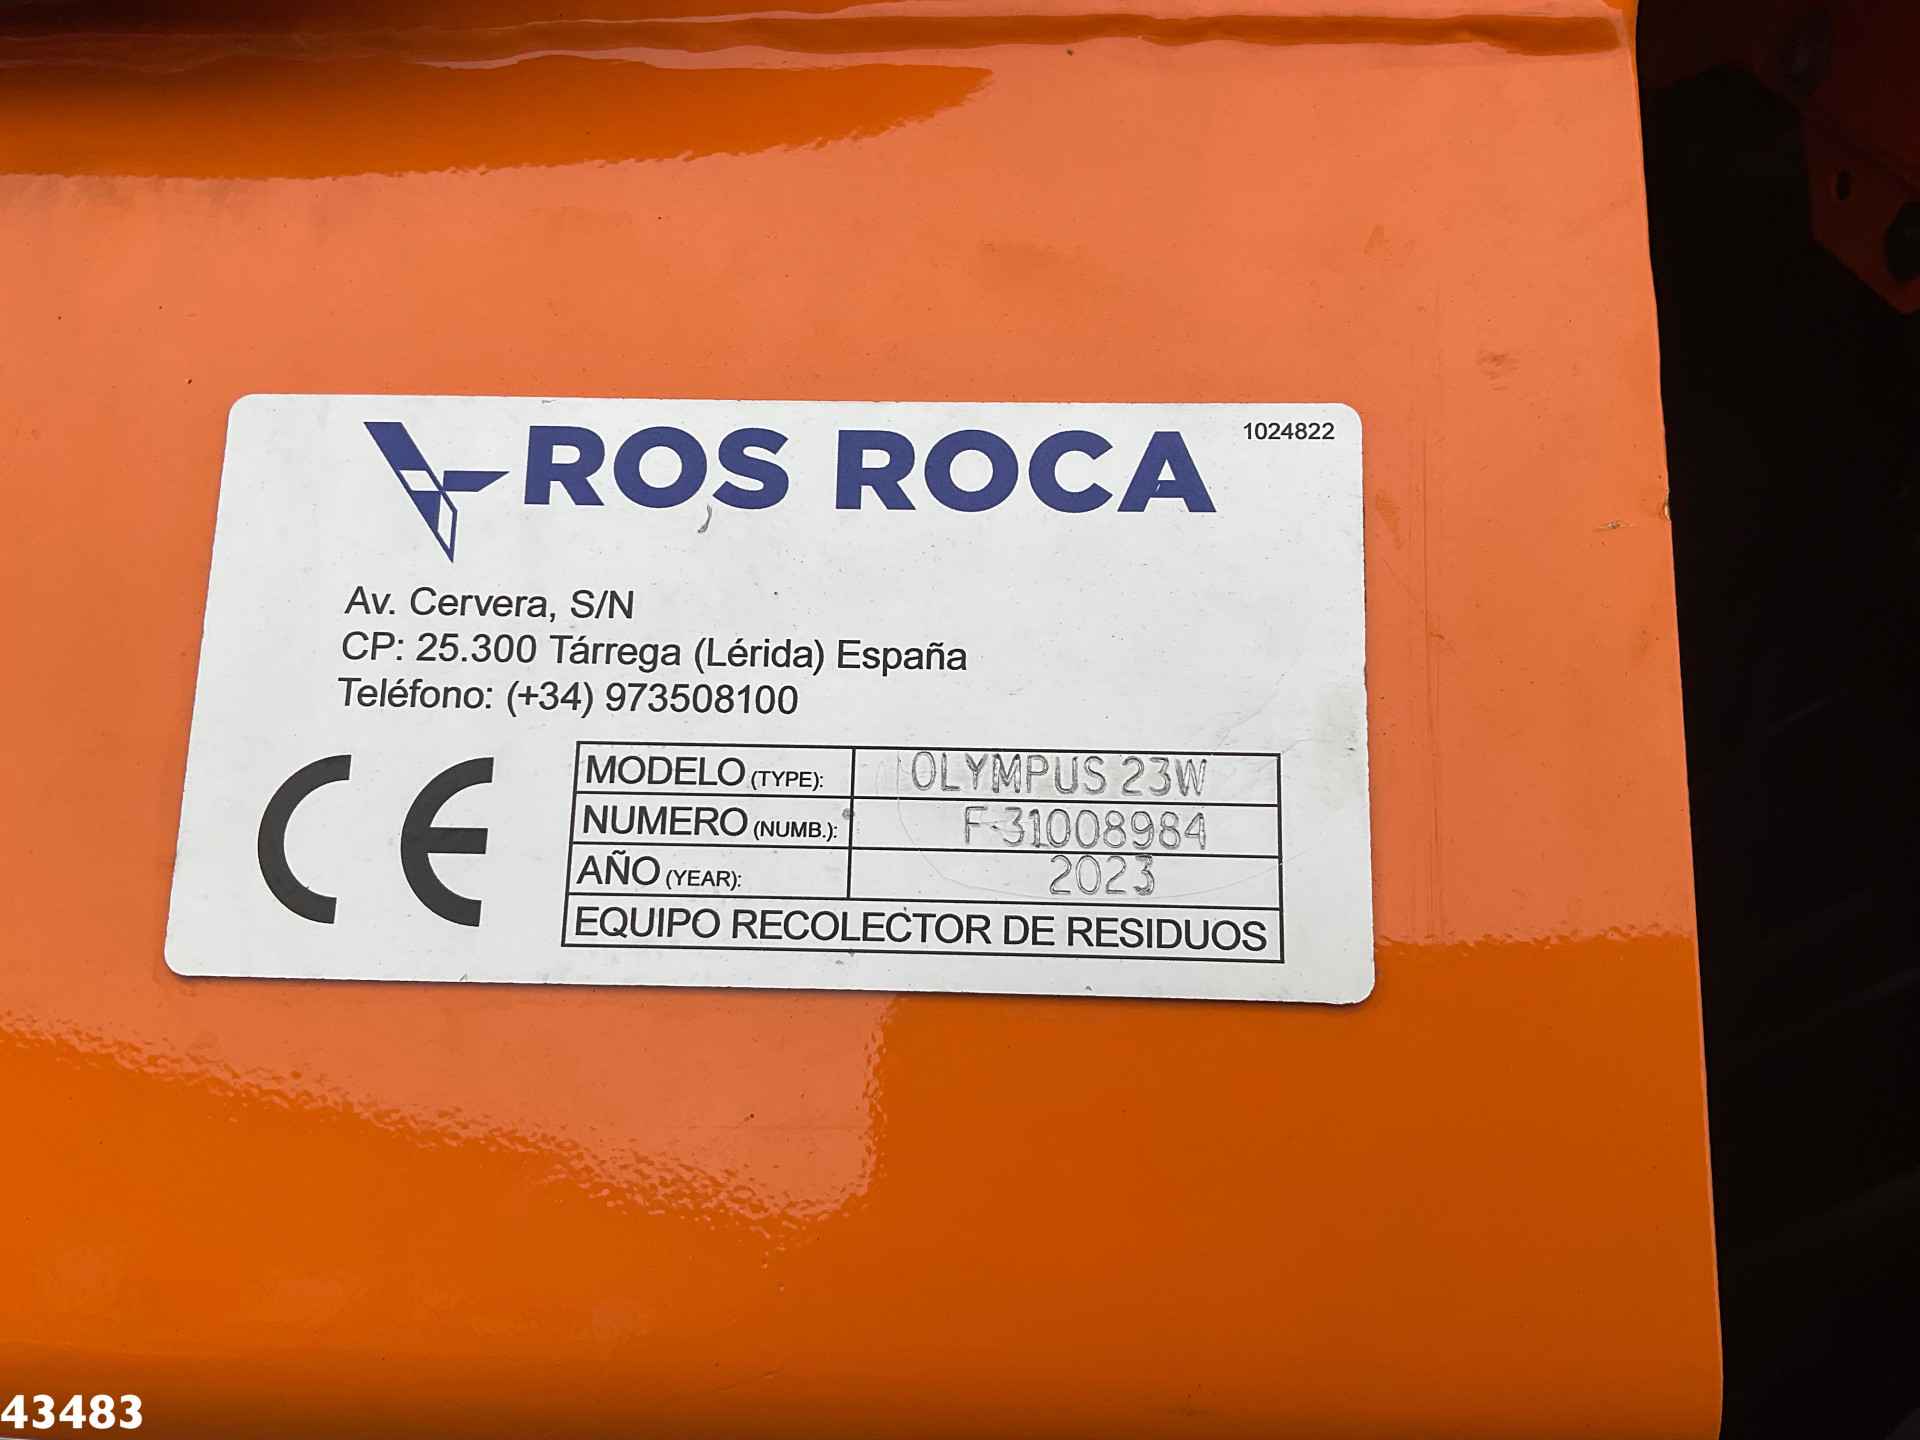 ROS ROCA
1024822
Av. Cervera, S/N
CP: 25.300 Tárrega (Lérida) España
Teléfono: (+34) 973508100
CE
MODELO (TYPE): OLYMPUS 23W
NUMERO (NUMB.): F-31008984
AÑO (YEAR): 2023
EQUIPO RECOLECTOR DE RESIDUOS
43483